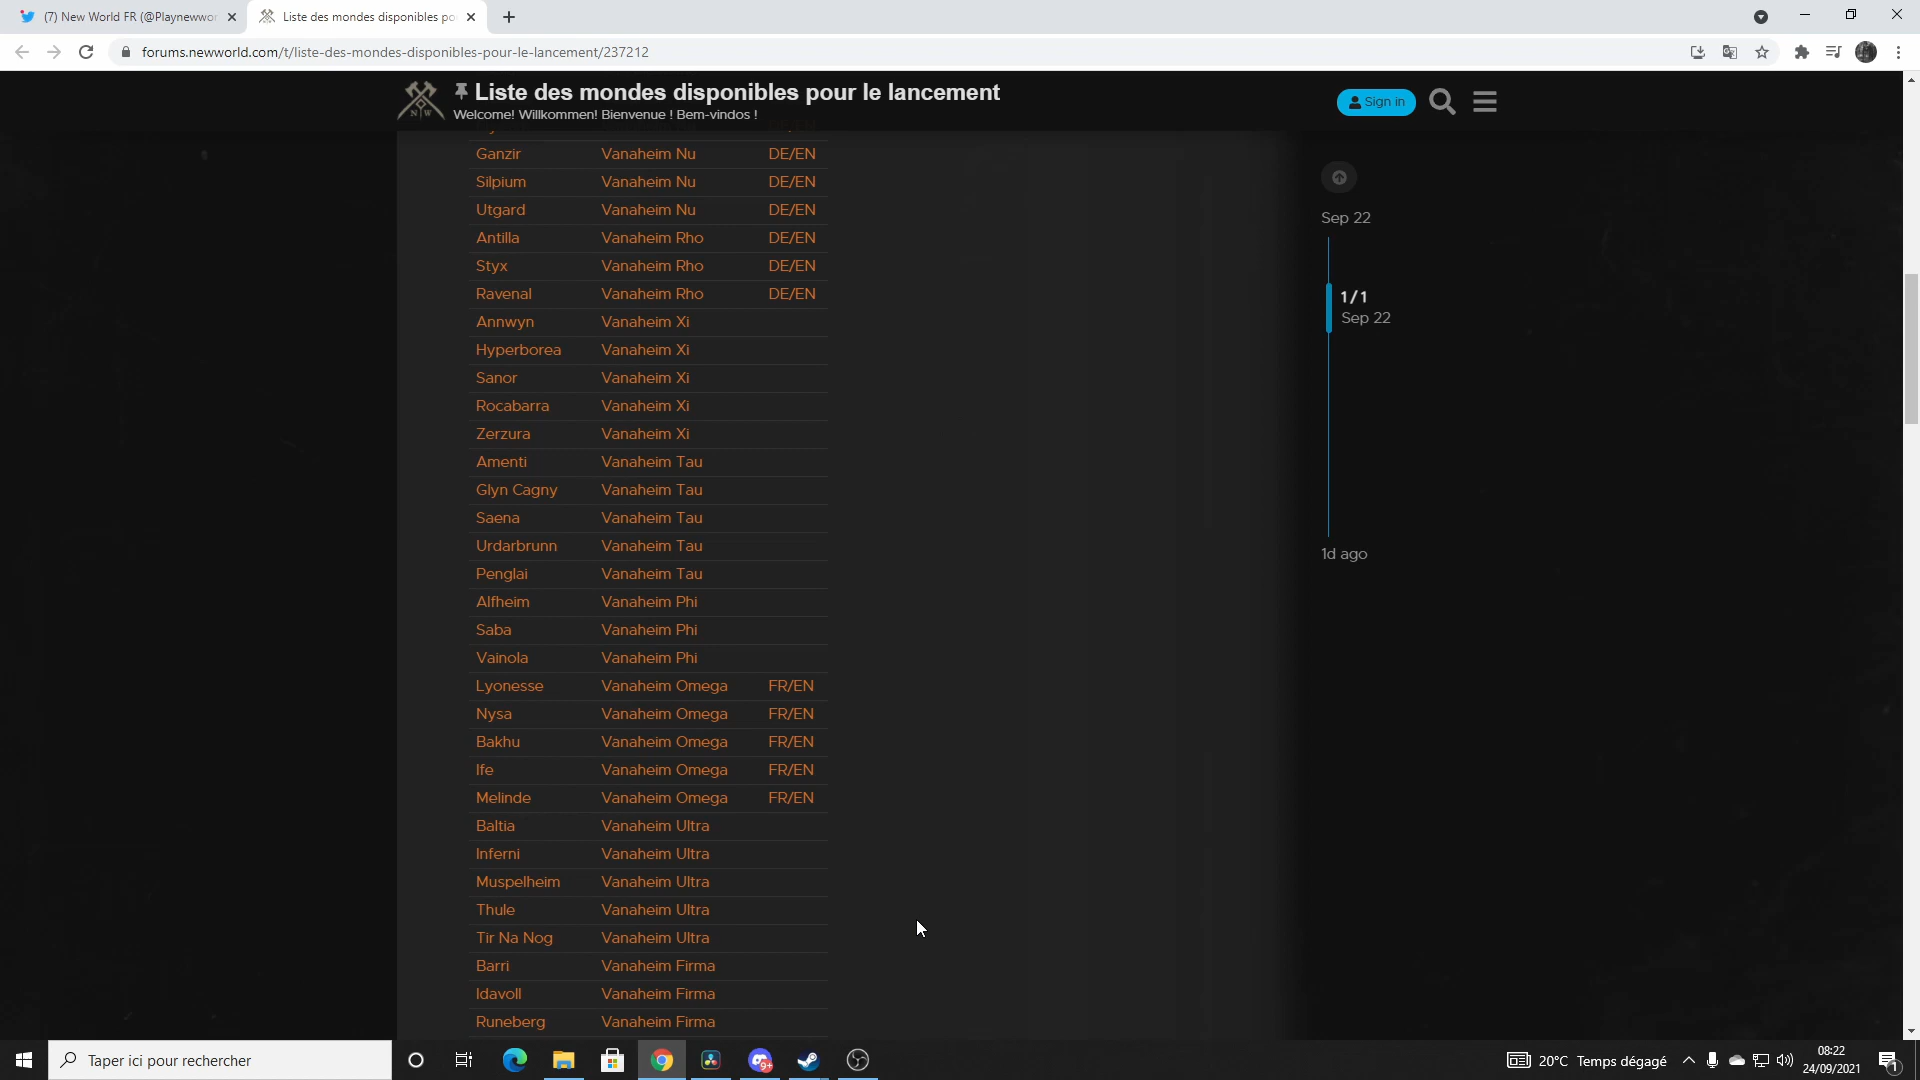 (7) New World FR (@Playnewwor
Liste des mondes disponibles po
forums.newworld.com/t/liste-des-mondes-disponibles-pour-le-lancement/237212
Liste des mondes disponibles pour le lancement
Welcome! Willkommen! Bienvenue ! Bem-vindos !
Sign in
N W
Ganzir Vanaheim Nu DE/EN
Silpium Vanaheim Nu DE/EN
Utgard Vanaheim Nu DE/EN
Antilla Vanaheim Rho DE/EN
Styx Vanaheim Rho DE/EN
Ravenal Vanaheim Rho DE/EN
Annwyn Vanaheim Xi
Hyperborea Vanaheim Xi
Sanor Vanaheim Xi
Rocabarra Vanaheim Xi
Zerzura Vanaheim Xi
Amenti Vanaheim Tau
Glyn Cagny Vanaheim Tau
Saena Vanaheim Tau
Urdarbrunn Vanaheim Tau
Penglai Vanaheim Tau
Alfheim Vanaheim Phi
Saba Vanaheim Phi
Vainola Vanaheim Phi
Lyonesse Vanaheim Omega FR/EN
Nysa Vanaheim Omega FR/EN
Bakhu Vanaheim Omega FR/EN
Ife Vanaheim Omega FR/EN
Melinde Vanaheim Omega FR/EN
Baltia Vanaheim Ultra
Inferni Vanaheim Ultra
Muspelheim Vanaheim Ultra
Thule Vanaheim Ultra
Tir Na Nog Vanaheim Ultra
Barri Vanaheim Firma
Idavoll Vanaheim Firma
Runeberg Vanaheim Firma
Sep 22
1/1
Sep 22
1d ago
Taper ici pour rechercher
9+
20°C Temps dégagé
08:22
24/09/2021
1